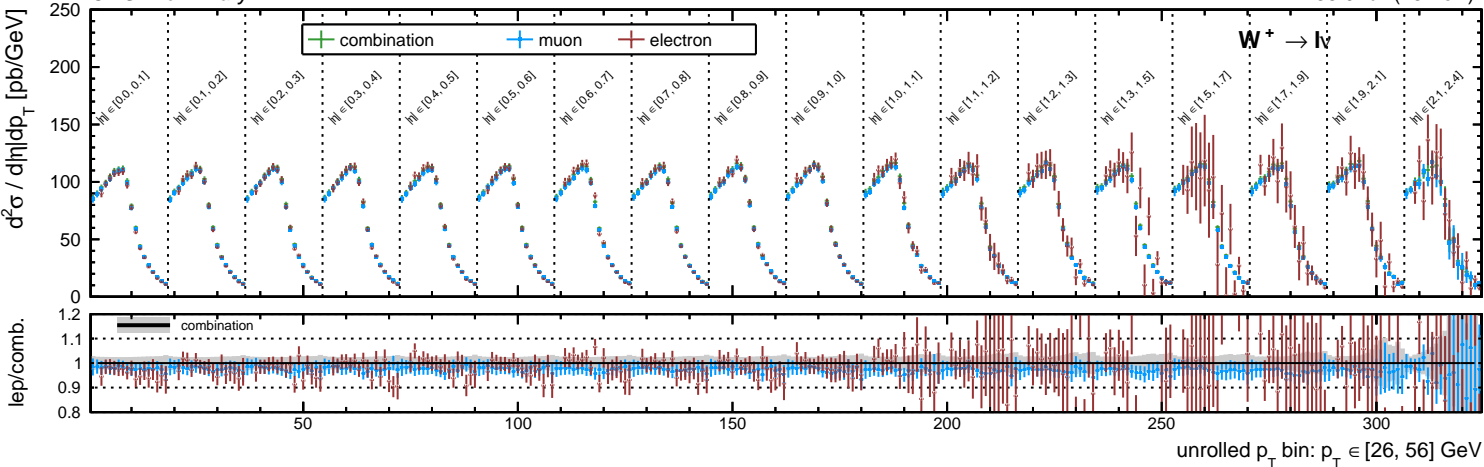 250
200
150
100
50
0
d²σ / d|η|dp_T [pb/GeV]
combination
muon
electron
W⁺ → lν
|η| ∈ [0.0, 0.1]
|η| ∈ [0.1, 0.2]
|η| ∈ [0.2, 0.3]
|η| ∈ [0.3, 0.4]
|η| ∈ [0.4, 0.5]
|η| ∈ [0.5, 0.6]
|η| ∈ [0.6, 0.7]
|η| ∈ [0.7, 0.8]
|η| ∈ [0.8, 0.9]
|η| ∈ [0.9, 1.0]
|η| ∈ [1.0, 1.1]
|η| ∈ [1.1, 1.2]
|η| ∈ [1.2, 1.3]
|η| ∈ [1.3, 1.5]
|η| ∈ [1.5, 1.7]
|η| ∈ [1.7, 1.9]
|η| ∈ [1.9, 2.1]
|η| ∈ [2.1, 2.4]
1.2
1.1
1
0.9
0.8
lep/comb.
combination
50
100
150
200
250
300
unrolled p_T bin: p_T ∈ [26, 56] GeV